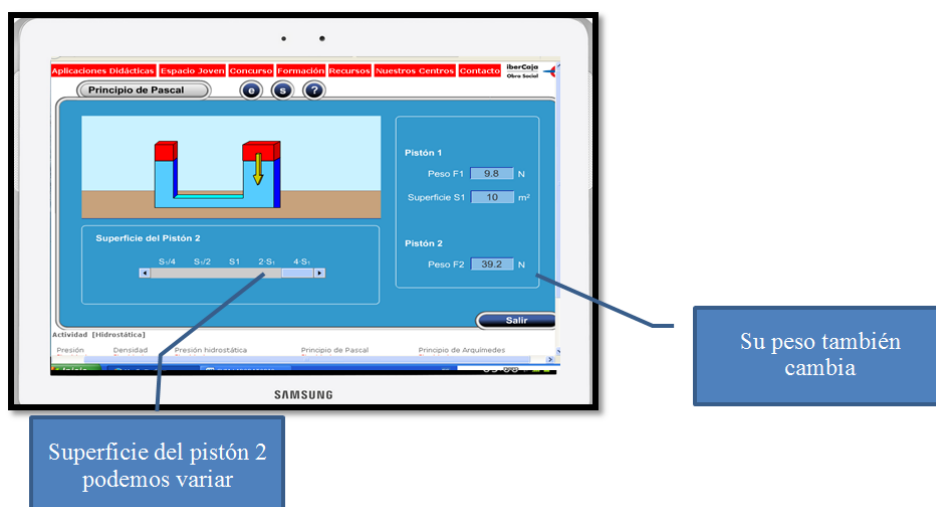 Aplicaciones Didácticas Espacio Joven Concurso Formación Recursos Nuestros Centros Contacto iberCaja
Obra Social
Principio de Pascal e s ?
Pistón 1
Peso F1 9.8 N
Superficie S1 10 m²
Superficie del Pistón 2
S1/4 S1/2 S1 2·S1 4·S1
Pistón 2
Peso F2 39.2 N
Salir
Actividad [Hidrostática]
Presión Densidad Presión hidrostática Principio de Pascal Principio de Arquímedes
SAMSUNG
Su peso también
cambia
Superficie del pistón 2
podemos variar